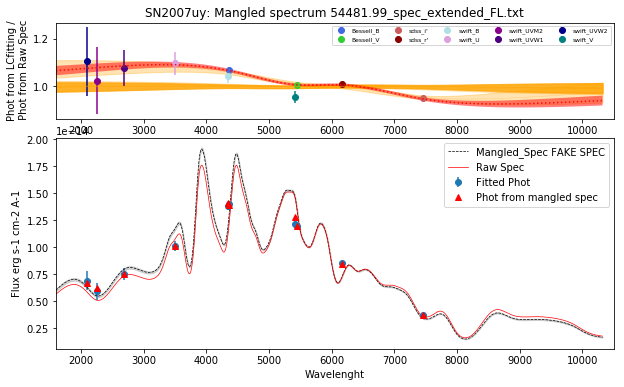 SN2007uy: Mangled spectrum 54481.99_spec_extended_FL.txt
Phot from LCfitting /
Phot from Raw Spec
1.2
1.0
Bessell_B sdss_i' swift_B swift_UVM2 swift_UVW2
Bessell_V sdss_r' swift_U swift_UVW1 swift_V
2000 3000 4000 5000 6000 7000 8000 9000 10000
1e−14
Flux erg s-1 cm-2 A-1
2.00
1.75
1.50
1.25
1.00
0.75
0.50
0.25
Mangled_Spec FAKE SPEC
Raw Spec
Fitted Phot
Phot from mangled spec
2000 3000 4000 5000 6000 7000 8000 9000 10000
Wavelenght